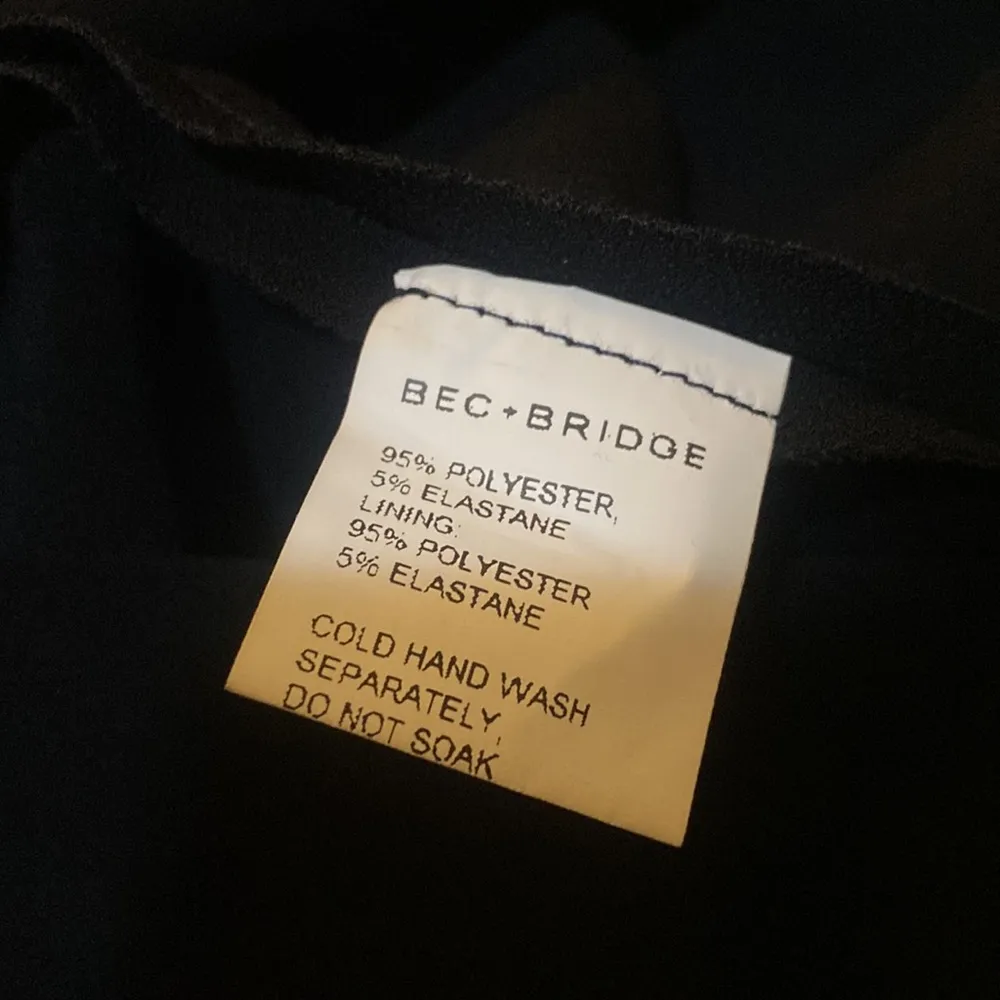 BEC+BRIDGE
95% POLYESTER,
5% ELASTANE
LINING:
95% POLYESTER
5% ELASTANE
COLD HAND WASH
SEPARATELY,
DO NOT SOAK